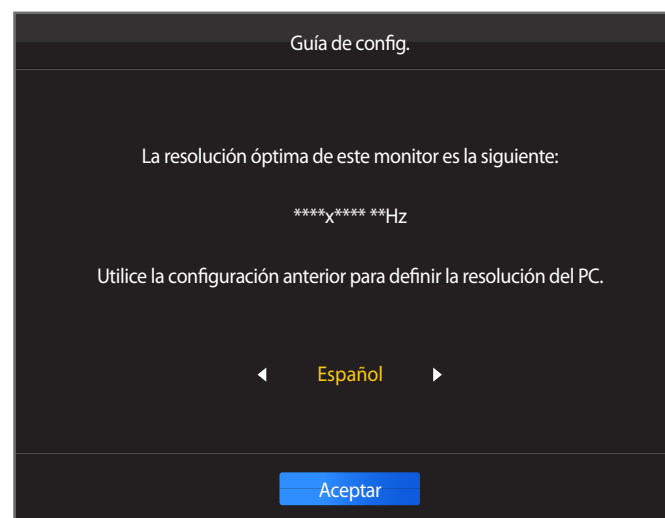 Guía de config.
La resolución óptima de este monitor es la siguiente:
****x**** **Hz
Utilice la configuración anterior para definir la resolución del PC.
Español
Aceptar